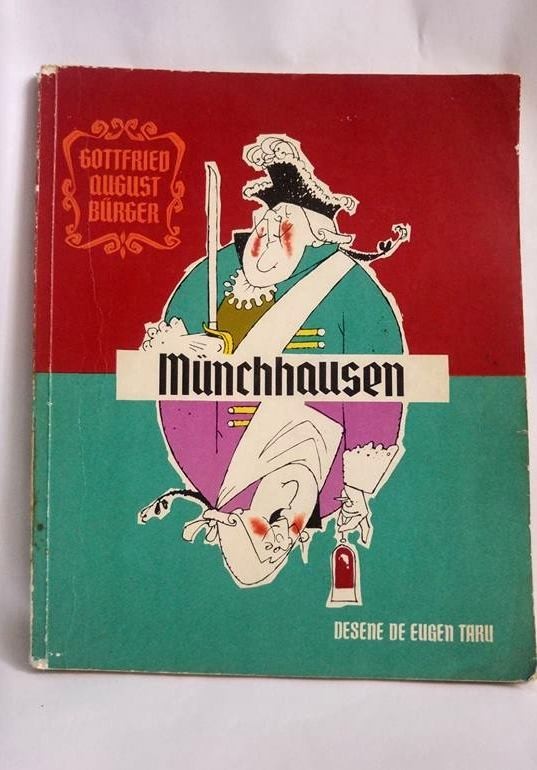 GOTTFRIED
AUGUST
BÜRGER
Münchhausen
DESENE DE EUGEN TARU